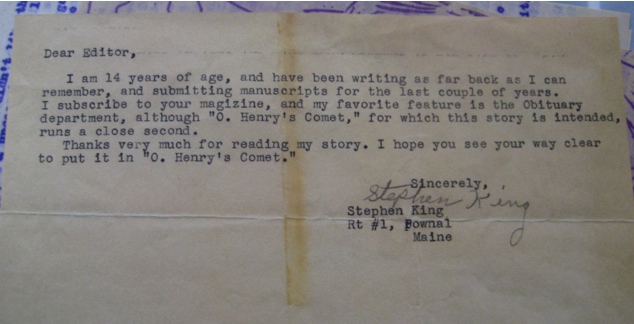 Dear Editor,
I am 14 years of age, and have been writing as far back as I can
remember, and submitting manuscripts for the last couple of years.
I subscribe to your magizine, and my favorite feature is the Obituary
department, although "O. Henry's Comet," for which this story is intended,
runs a close second.
Thanks very much for reading my story. I hope you see your way clear
to put it in "O. Henry's Comet."
Sincerely,
Stephen King
Stephen King
Rt #1, Pownal
Maine